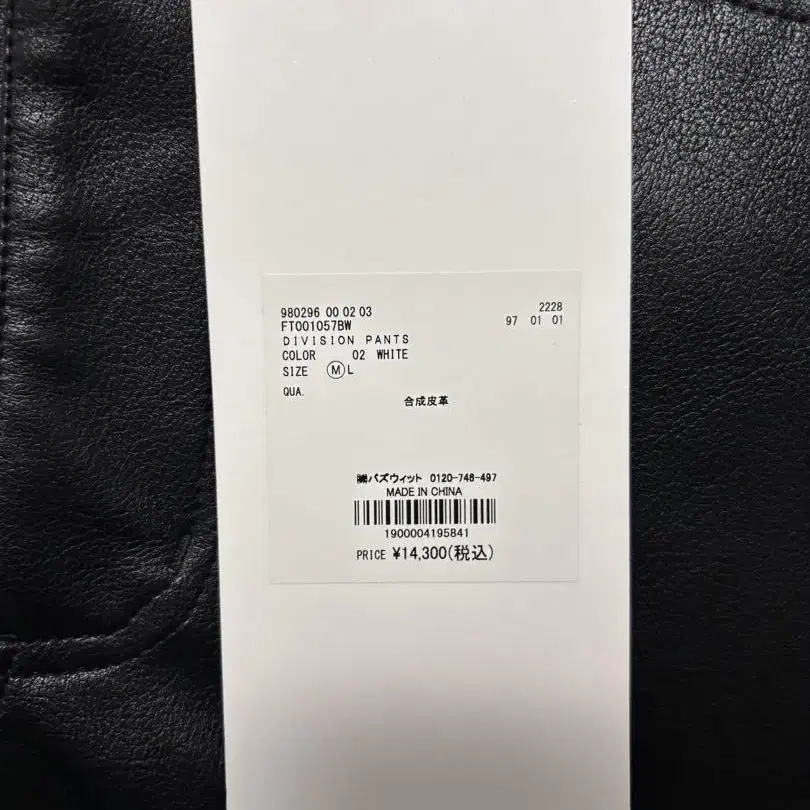 980296 00 02 03 2228
FT001057BW 97 01 01
DIVISION PANTS
COLOR 02 WHITE
SIZE M L
QUA.
合成皮革
㈱バズウィット 0120-748-497
MADE IN CHINA
1900004195841
PRICE ¥14,300(税込)